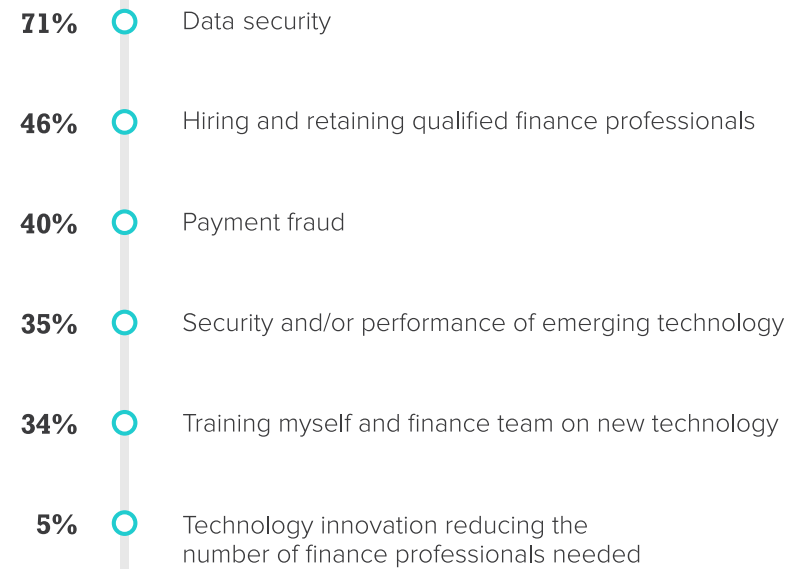 71% Data security
46% Hiring and retaining qualified finance professionals
40% Payment fraud
35% Security and/or performance of emerging technology
34% Training myself and finance team on new technology
5% Technology innovation reducing the
number of finance professionals needed